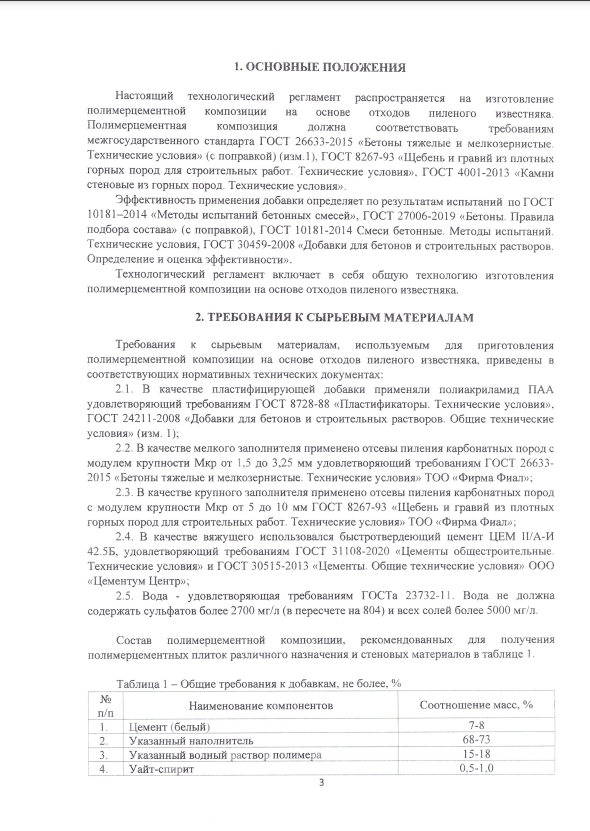 1. ОСНОВНЫЕ ПОЛОЖЕНИЯ
Настоящий технологический регламент распространяется на изготовление
полимерцементной композиции на основе отходов пиленого известняка.
Полимерцементная композиция должна соответствовать требованиям
межгосударственного стандарта ГОСТ 26633-2015 «Бетоны тяжелые и мелкозернистые.
Технические условия» (с поправкой) (изм.1), ГОСТ 8267-93 «Щебень и гравий из плотных
горных пород для строительных работ. Технические условия», ГОСТ 4001-2013 «Камни
стеновые из горных пород. Технические условия».
Эффективность применения добавки определяет по результатам испытаний по ГОСТ
10181–2014 «Методы испытаний бетонных смесей», ГОСТ 27006-2019 «Бетоны. Правила
подбора состава» (с поправкой), ГОСТ 10181-2014 Смеси бетонные. Методы испытаний.
Технические условия, ГОСТ 30459-2008 «Добавки для бетонов и строительных растворов.
Определение и оценка эффективности».
Технологический регламент включает в себя общую технологию изготовления
полимерцементной композиции на основе отходов пиленого известняка.
2. ТРЕБОВАНИЯ К СЫРЬЕВЫМ МАТЕРИАЛАМ
Требования к сырьевым материалам, используемым для приготовления
полимерцементной композиции на основе отходов пиленого известняка, приведены в
соответствующих нормативных технических документах:
2.1. В качестве пластифицирующей добавки применяли полиакриламид ПАА
удовлетворяющий требованиям ГОСТ 8728-88 «Пластификаторы. Технические условия»,
ГОСТ 24211-2008 «Добавки для бетонов и строительных растворов. Общие технические
условия» (изм. 1);
2.2. В качестве мелкого заполнителя применено отсевы пиления карбонатных пород с
модулем крупности Мкр от 1,5 до 3,25 мм удовлетворяющий требованиям ГОСТ 26633-
2015 «Бетоны тяжелые и мелкозернистые. Технические условия» ТОО «Фирма Фиал»;
2.3. В качестве крупного заполнителя применено отсевы пиления карбонатных пород
с модулем крупности Мкр от 5 до 10 мм ГОСТ 8267-93 «Щебень и гравий из плотных
горных пород для строительных работ. Технические условия» ТОО «Фирма Фиал»;
2.4. В качестве вяжущего использовался быстротвердеющий цемент ЦЕМ II/А-И
42.5Б, удовлетворяющий требованиям ГОСТ 31108-2020 «Цементы общестроительные.
Технические условия» и ГОСТ 30515-2013 «Цементы. Общие технические условия» ООО
«Цементум Центр»;
2.5. Вода - удовлетворяющая требованиям ГОСТа 23732-11. Вода не должна
содержать сульфатов более 2700 мг/л (в пересчете на 804) и всех солей более 5000 мг/л.
Состав полимерцементной композиции, рекомендованных для получения
полимерцементных плиток различного назначения и стеновых материалов в таблице 1.
Таблица 1 – Общие требования к добавкам, не более, %
№ п/п Наименование компонентов Соотношение масс, %
1. Цемент (белый) 7-8
2. Указанный наполнитель 68-73
3. Указанный водный раствор полимера 15-18
4. Уайт-спирит 0,5-1,0
3